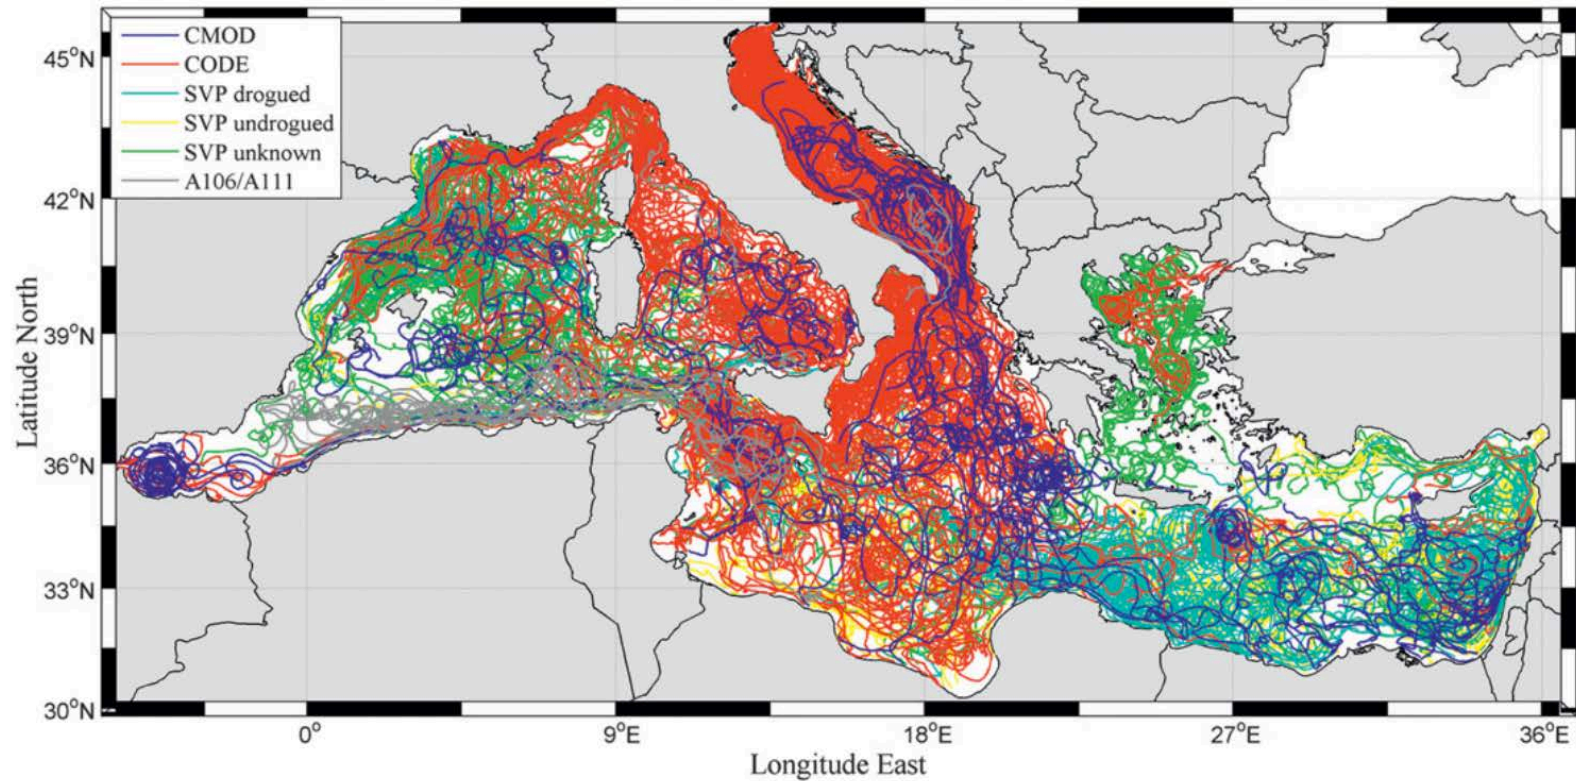 CMOD
CODE
SVP drogued
SVP undrogued
SVP unknown
A106/A111
45°N
42°N
39°N
36°N
33°N
30°N
Latitude North
0°
9°E
18°E
27°E
36°E
Longitude East